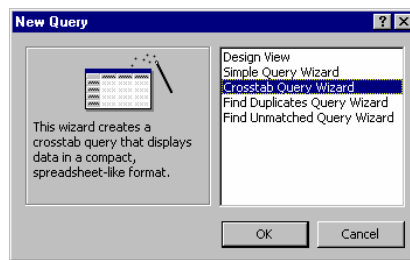 New Query
This wizard creates a
crosstab query that displays
data in a compact,
spreadsheet-like format.
Design View
Simple Query Wizard
Crosstab Query Wizard
Find Duplicates Query Wizard
Find Unmatched Query Wizard
OK
Cancel